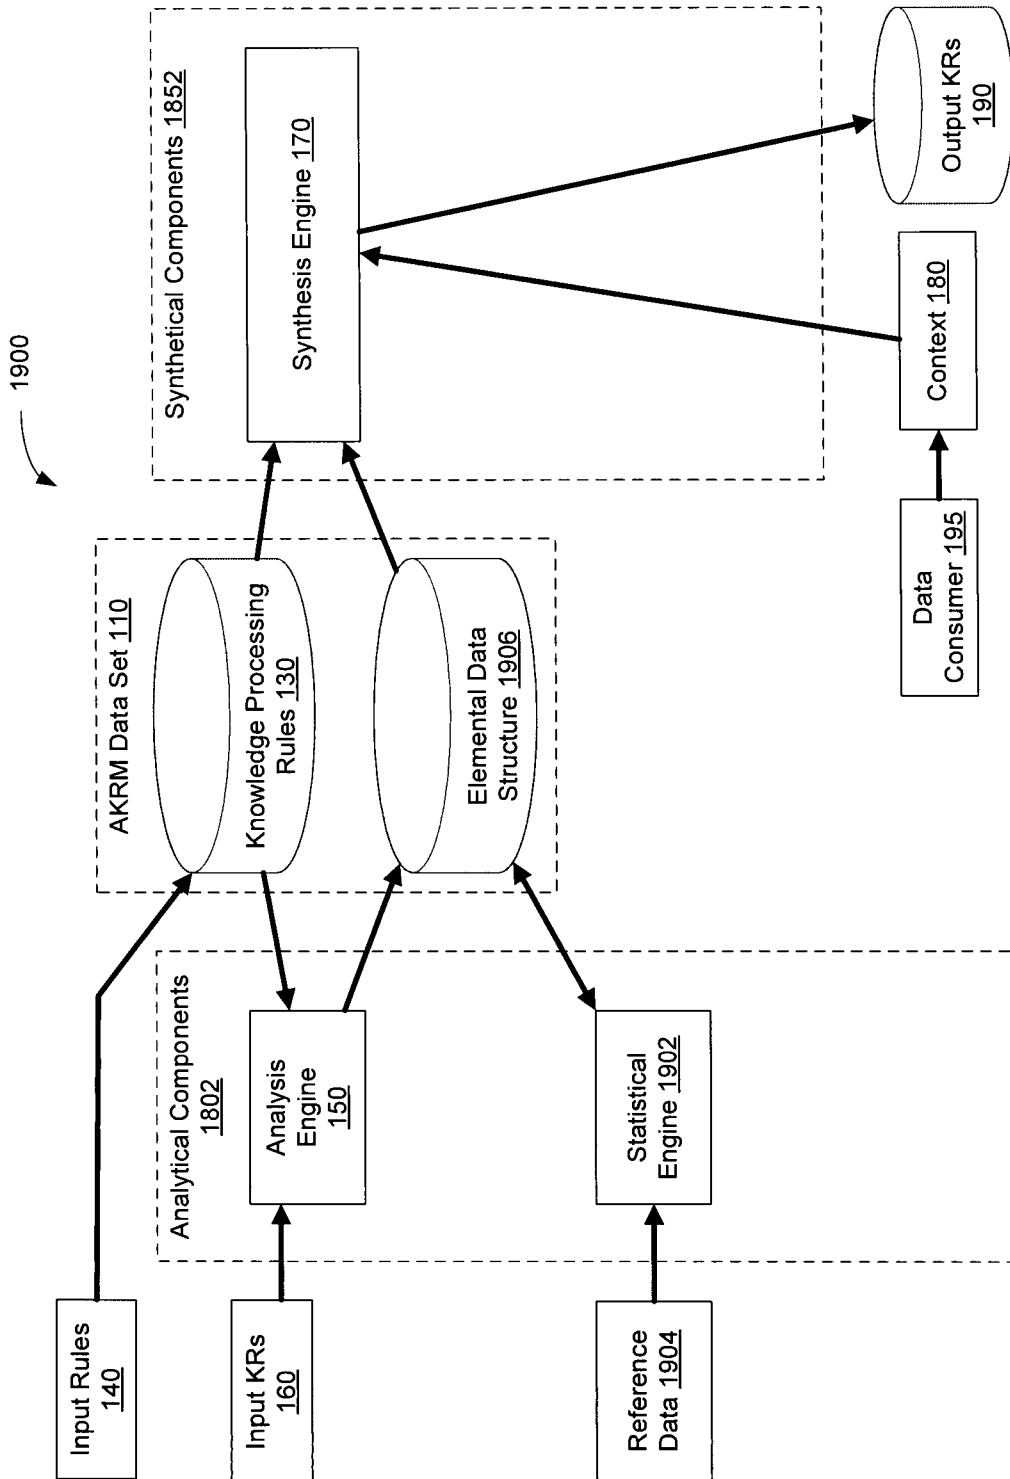 1900
Input Rules
140
Input KRs
160
Reference
Data 1904
Analytical Components
1802
Analysis
Engine
150
Statistical
Engine 1902
AKRM Data Set 110
Knowledge Processing
Rules 130
Elemental Data
Structure 1906
Synthetical Components 1852
Synthesis Engine 170
Data
Consumer 195
Context 180
Output KRs
190